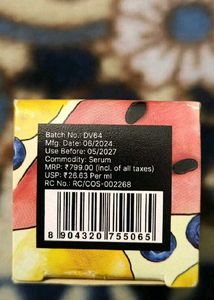 Batch No.: DV64
Mfg. Date: 06/2024
Use Before: 05/2027
Commodity: Serum
MRP: ₹799.00 (incl. of all taxes)
USP: ₹26.63 Per ml
RC No.: RC/COS-002268
8 904320 755065